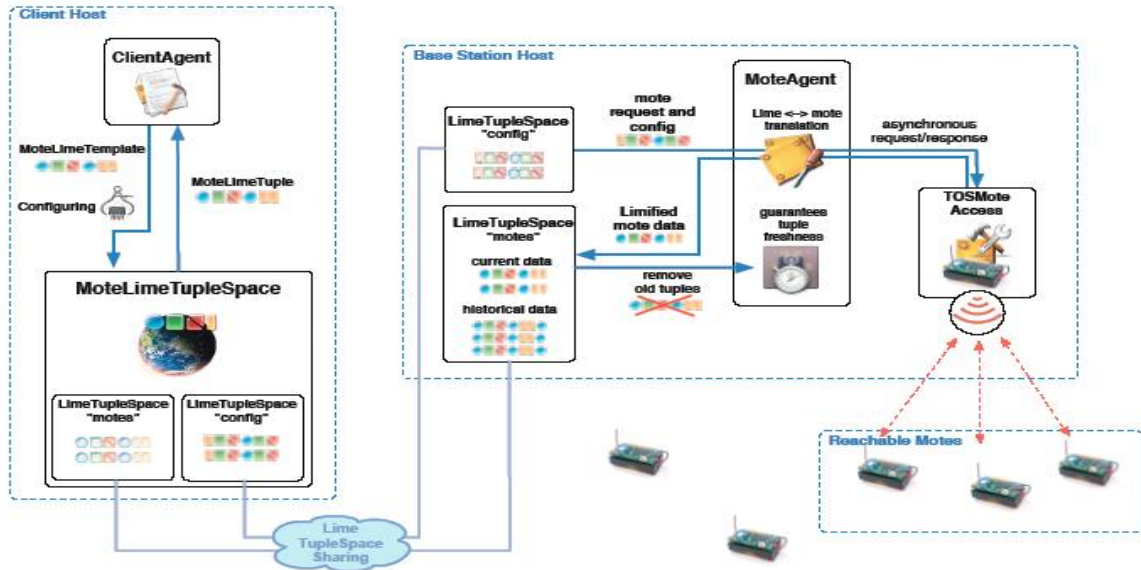 Client Host
ClientAgent
MoteLimeTemplate
MoteLimeTuple
Configuring
MoteLimeTupleSpace
LimeTupleSpace
"motes"
LimeTupleSpace
"config"
Lime
TupleSpace
Sharing
Base Station Host
LimeTupleSpace
"config"
mote
request and
config
MoteAgent
Lime <--> mote
translation
asynchronous
request/response
TOSMote
Access
LimeTupleSpace
"motes"
current data
historical data
Limified
mote data
remove
old tuples
guarantees
tuple
freshness
Reachable Motes